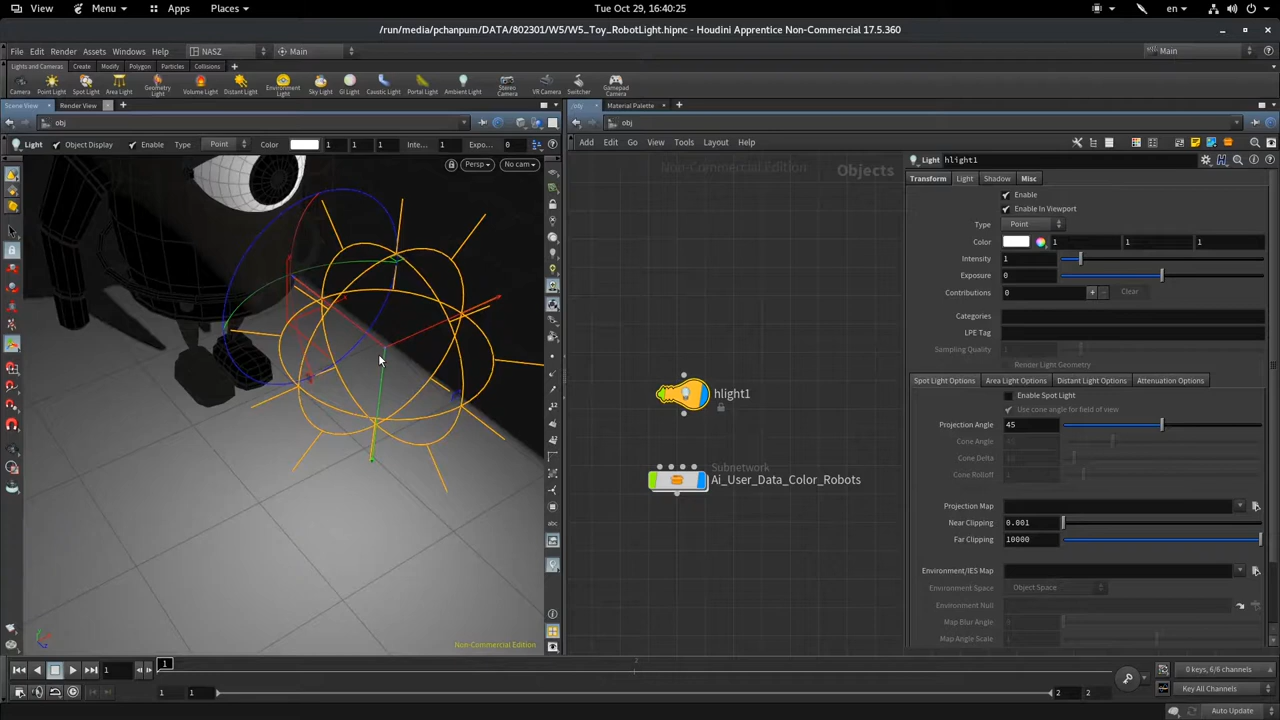 View Menu Apps Places Tue Oct 29, 16:40:25 en
/run/media/pchanpum/DATA/802301/W5/W5_Toy_RobotLight.hipnc - Houdini Apprentice Non-Commercial 17.5.360
File Edit Render Assets Windows Help NASZ Main Main
Lights and Cameras Create Modify Polygon Particles Collisions
Camera Point Light Spot Light Area Light Geometry Light Volume Light Distant Light Environment Light Sky Light GI Light Caustic Light Portal Light Ambient Light Stereo Camera VR Camera Switcher Gamepad Camera
Scene View Render View /obj Material Palette
obj obj
Add Edit Go View Tools Layout Help
Light Object Display Enable Type Point Color 1 1 1 Inte... 1 Expo... 0
Persp No cam
Non-Commercial Edition Objects
hlight1
Subnetwork
Ai_User_Data_Color_Robots
Light hlight1
Transform Light Shadow Misc
Enable
Enable In Viewport
Type Point
Color 1 1 1
Intensity 1
Exposure 0
Contributions 0 Clear
Categories
LPE Tag
Sampling Quality 1
Render Light Geometry
Spot Light Options Area Light Options Distant Light Options Attenuation Options
Enable Spot Light
Use cone angle for field of view
Projection Angle 45
Cone Angle 45
Cone Delta
Cone Rolloff
Projection Map
Near Clipping 0.001
Far Clipping 10000
Environment/IES Map
Environment Space Object Space
Environment Null
Map Blur Angle
Map Angle Scale
abc
Non-Commercial Edition
1 1 2
0 keys, 6/6 channels
1 1 2 2
Key All Channels
Auto Update